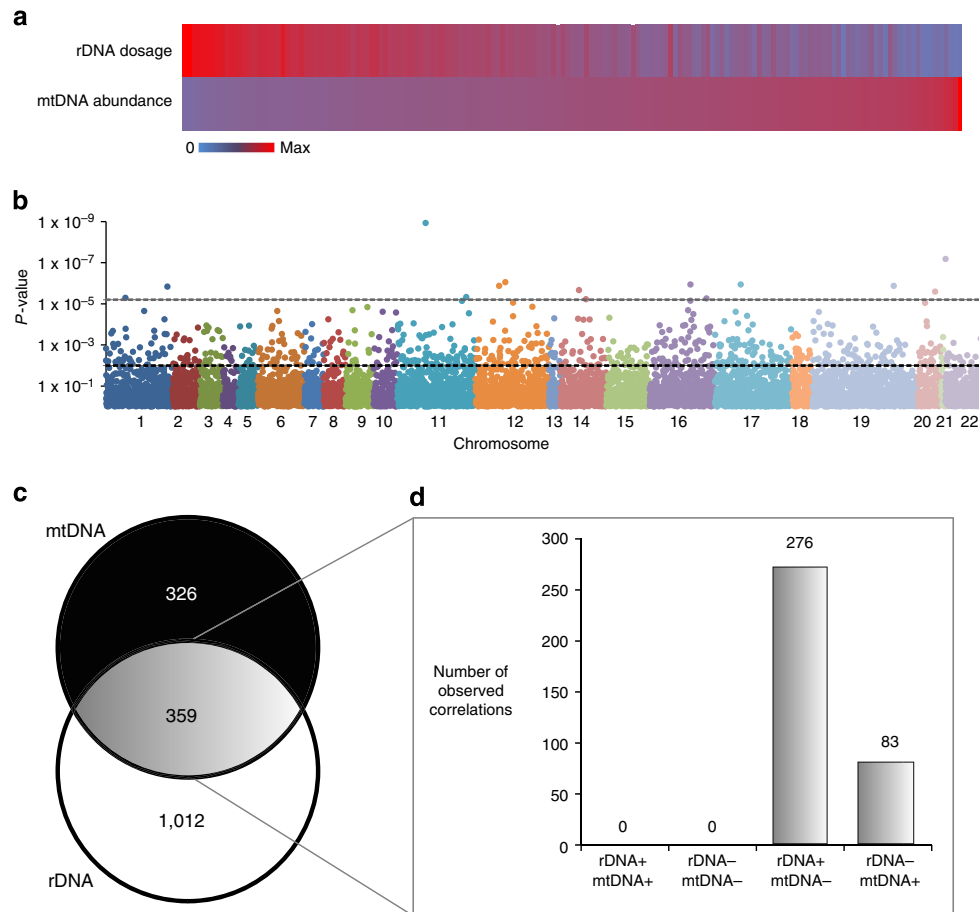 a
rDNA dosage
mtDNA abundance
0 Max
b
P-value
1 x 10⁻⁹
1 x 10⁻⁷
1 x 10⁻⁵
1 x 10⁻³
1 x 10⁻¹
1 2 3 4 5 6 7 8 9 10 11 12 13 14 15 16 17 18 19 20 21 22
Chromosome
c
mtDNA
326
359
1,012
rDNA
d
Number of
observed
correlations
300
250
200
150
100
50
0
0
0
276
83
rDNA+
mtDNA+
rDNA–
mtDNA–
rDNA+
mtDNA–
rDNA–
mtDNA+